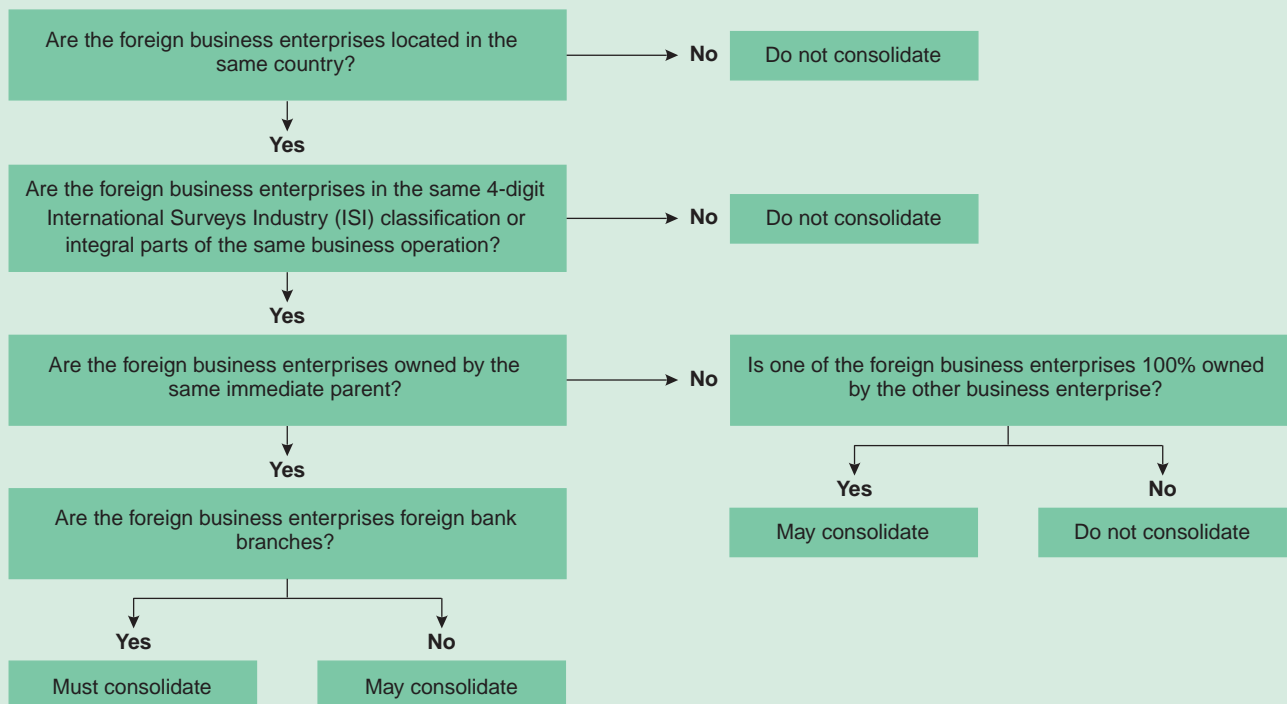 Are the foreign business enterprises located in the
same country?
No
Do not consolidate
Yes
Are the foreign business enterprises in the same 4-digit
International Surveys Industry (ISI) classification or
integral parts of the same business operation?
No
Do not consolidate
Yes
Are the foreign business enterprises owned by the
same immediate parent?
No
Is one of the foreign business enterprises 100% owned
by the other business enterprise?
Yes
Are the foreign business enterprises foreign bank
branches?
Yes
No
May consolidate
Do not consolidate
Yes
No
Must consolidate
May consolidate